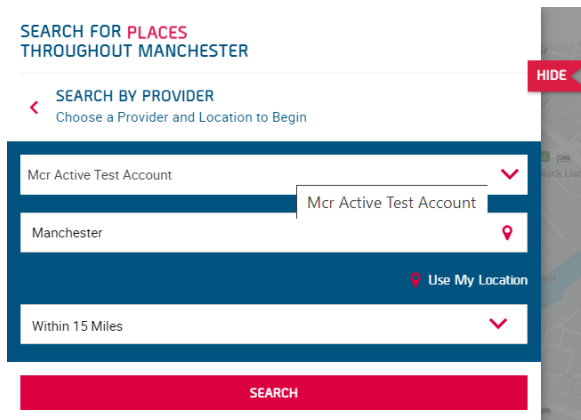 SEARCH FOR PLACES
THROUGHOUT MANCHESTER
HIDE
SEARCH BY PROVIDER
Choose a Provider and Location to Begin
Mcr Active Test Account
Mcr Active Test Account
Manchester
Use My Location
Within 15 Miles
SEARCH